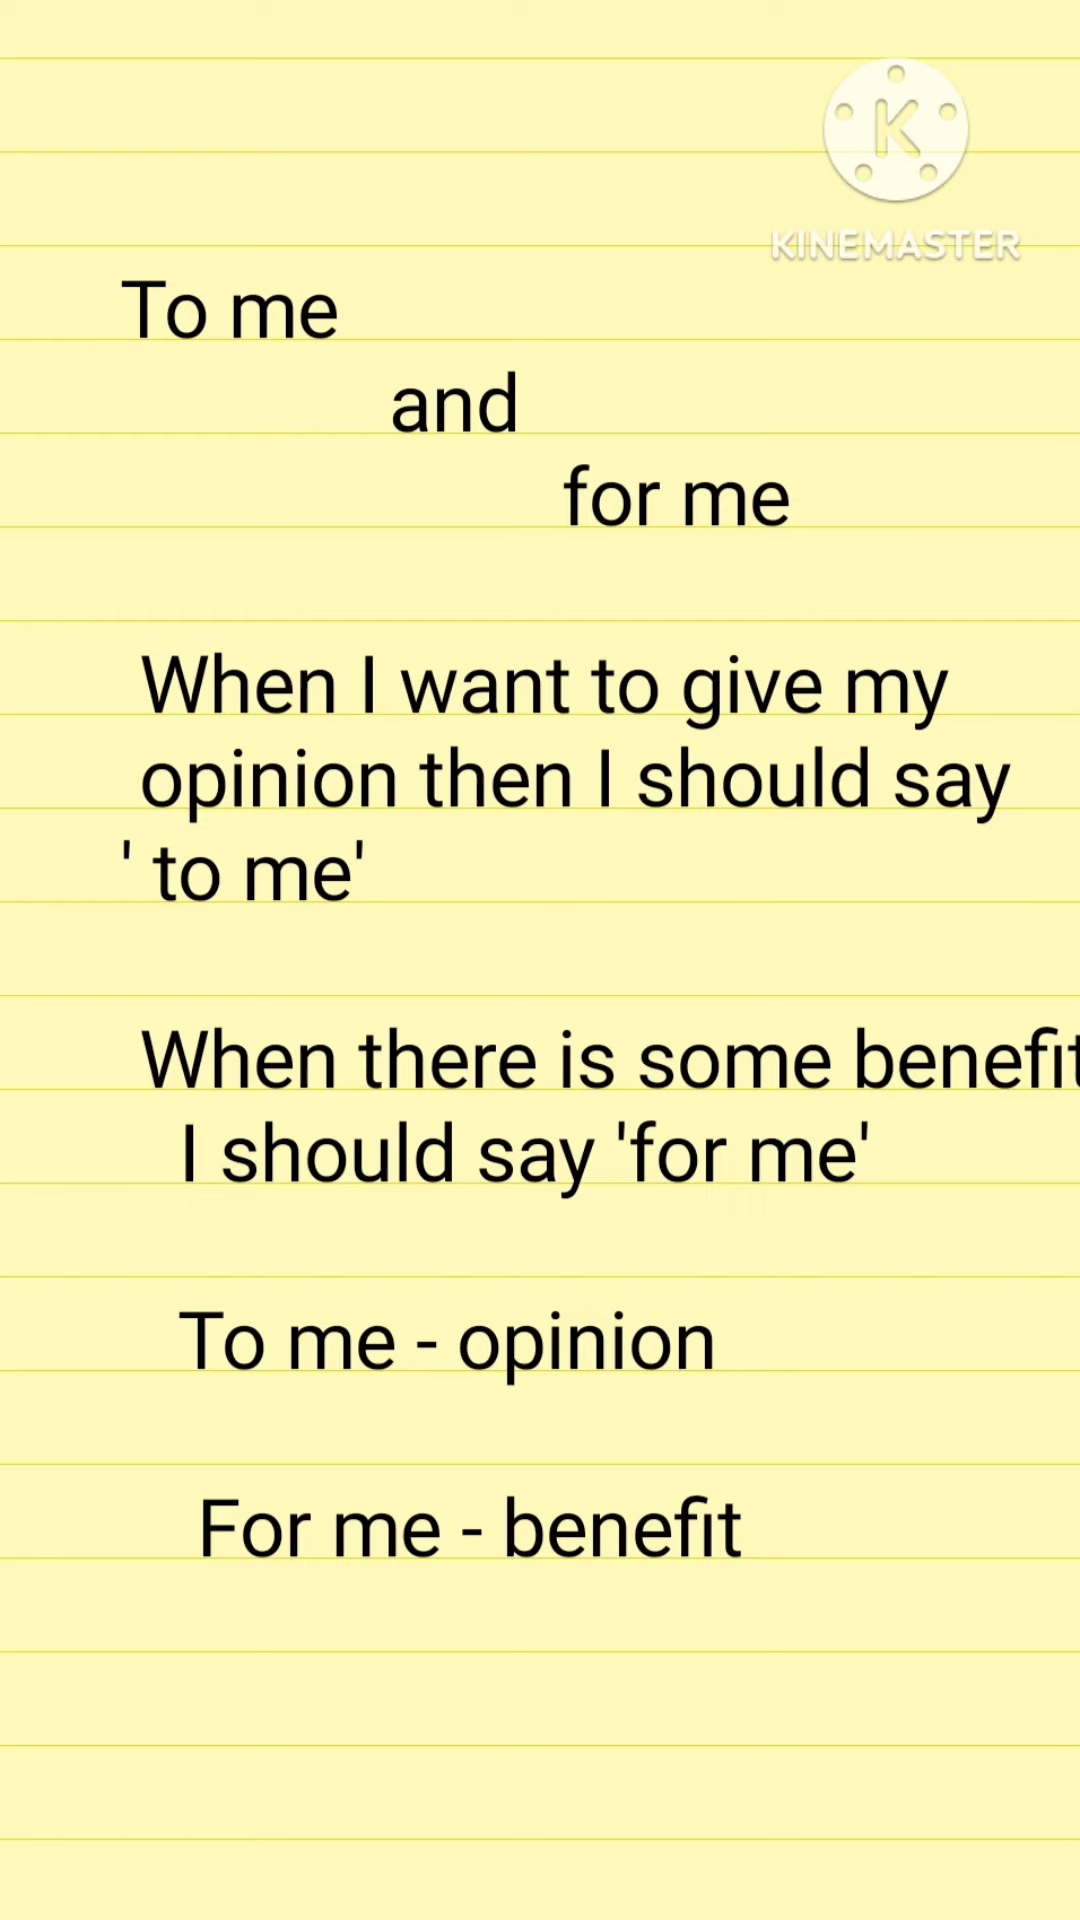 K
KINEMASTER
To me
and
for me
When I want to give my
opinion then I should say
' to me'
When there is some benefit
I should say 'for me'
To me - opinion
For me - benefit